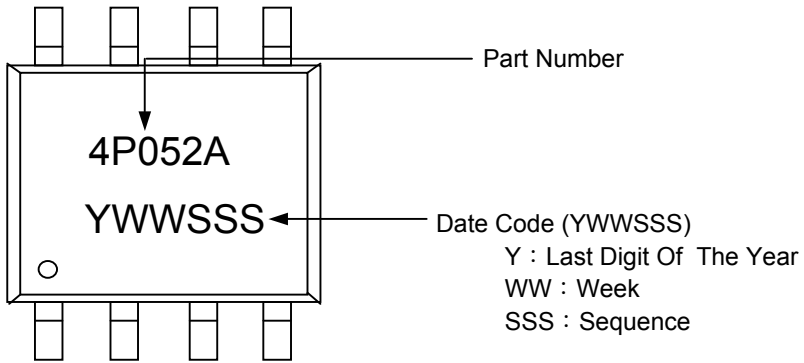 Part Number
4P052A
YWWSSS
Date Code (YWWSSS)
Y：Last Digit Of The Year
WW：Week
SSS：Sequence